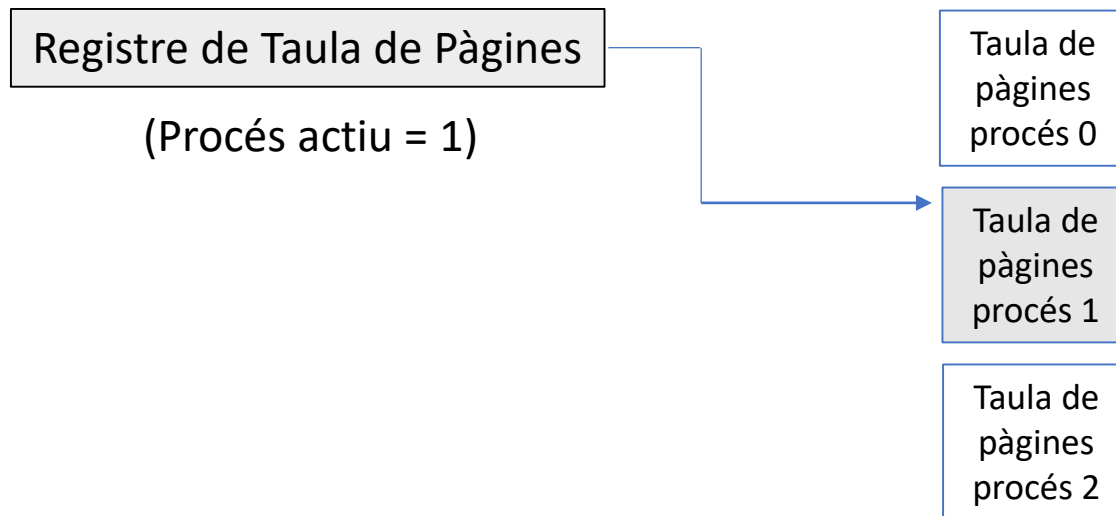 Registre de Taula de Pàgines
(Procés actiu = 1)
Taula de
pàgines
procés 0
Taula de
pàgines
procés 1
Taula de
pàgines
procés 2